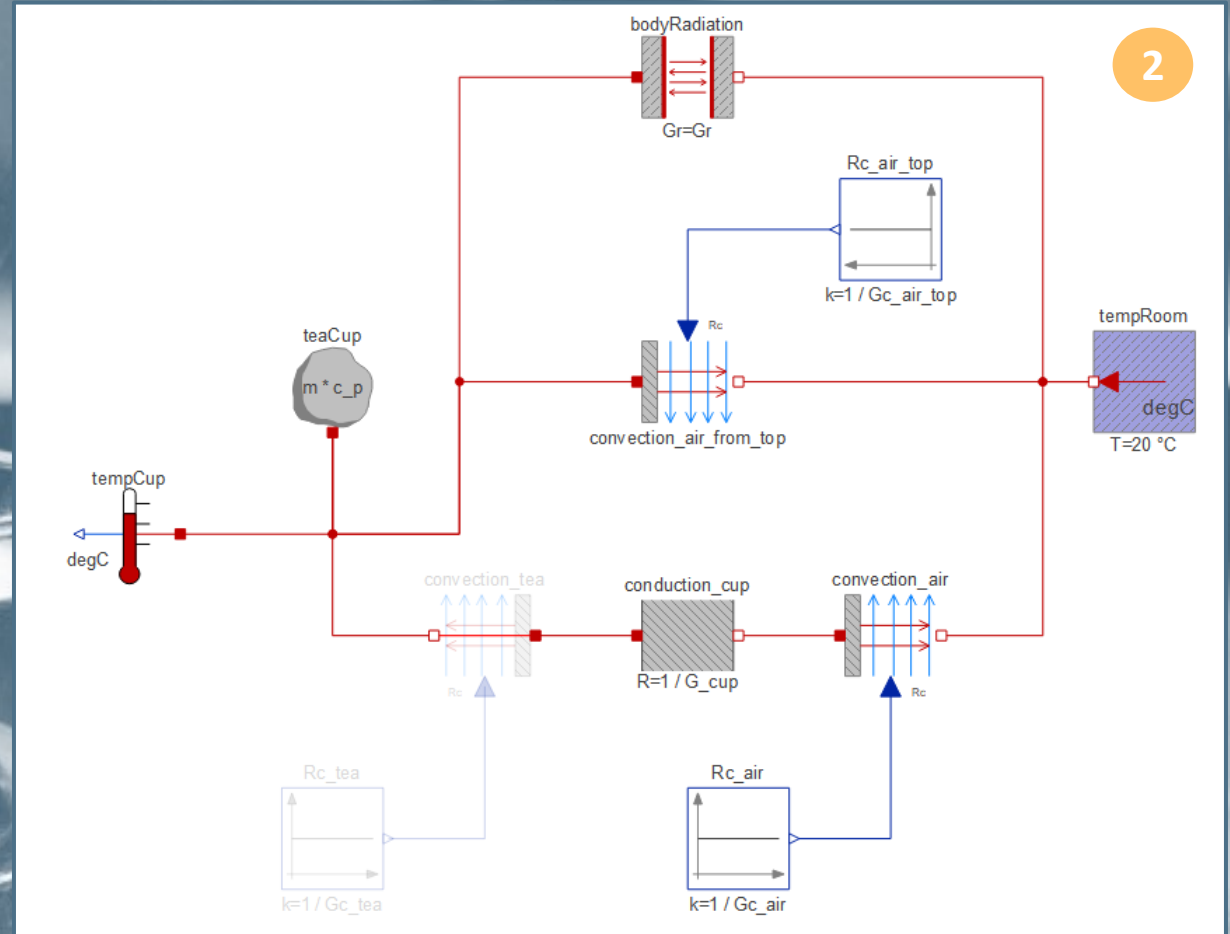 bodyRadiation
2
Gr=Gr
Rc_air_top
k=1 / Gc_air_top
tempRoom
teaCup
Rc
m * c_p
degC
convection_air_from_top
T=20 °C
tempCup
degC
convection_tea
conduction_cup
convection_air
R=1 / G_cup
Rc
Rc
Rc_tea
Rc_air
k=1 / Gc_tea
k=1 / Gc_air